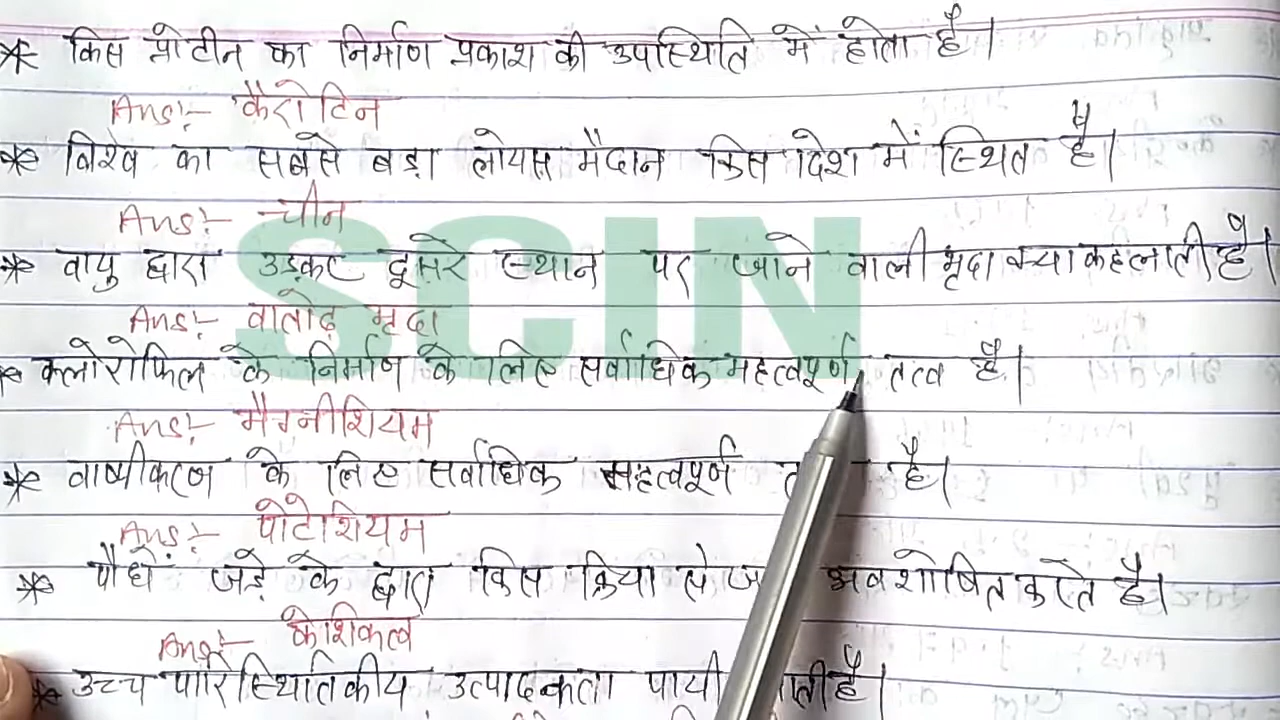 * किस प्रोटीन का निर्माण प्रकाश की उपस्थिति में होता है।
Ans:- कैरोटिन
* विश्व का सबसे बड़ा लोयस मैदान किस देश में स्थित है।
Ans:- चीन
* वायु द्वारा उड़कर दूसरे स्थान पर जाने वाली मृदा क्या कहलाती है।
Ans:- वातोढ़ मृदा
* क्लोरोफिल के निर्माण के लिए सर्वाधिक महत्वपूर्ण तत्व है।
Ans:- मैग्नीशियम
* वाष्पीकरण के लिए सर्वाधिक महत्वपूर्ण है।
Ans:- पोटेशियम
* पौधें जड़े के द्वारा किस क्रिया से अवशोषित करते है।
Ans:- केशिकत्व
* उच्च पारिस्थितिकीय उत्पादकता पायी है।
SCIN